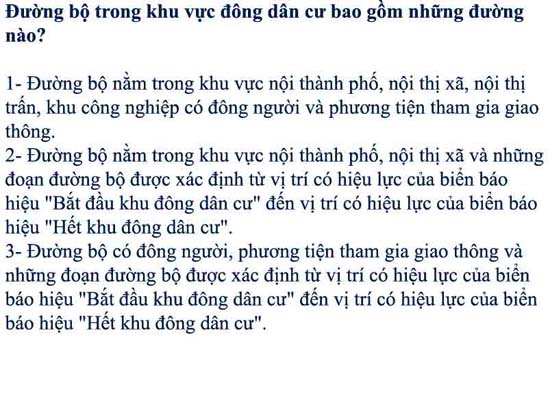 Đường bộ trong khu vực đông dân cư bao gồm những đường
nào?
1- Đường bộ nằm trong khu vực nội thành phố, nội thị xã, nội thị
trấn, khu công nghiệp có đông người và phương tiện tham gia giao
thông.
2- Đường bộ nằm trong khu vực nội thành phố, nội thị xã và những
đoạn đường bộ được xác định từ vị trí có hiệu lực của biển báo
hiệu "Bắt đầu khu đông dân cư" đến vị trí có hiệu lực của biển báo
hiệu "Hết khu đông dân cư".
3- Đường bộ có đông người, phương tiện tham gia giao thông và
những đoạn đường bộ được xác định từ vị trí có hiệu lực của biển
báo hiệu "Bắt đầu khu đông dân cư" đến vị trí có hiệu lực của biển
báo hiệu "Hết khu đông dân cư".